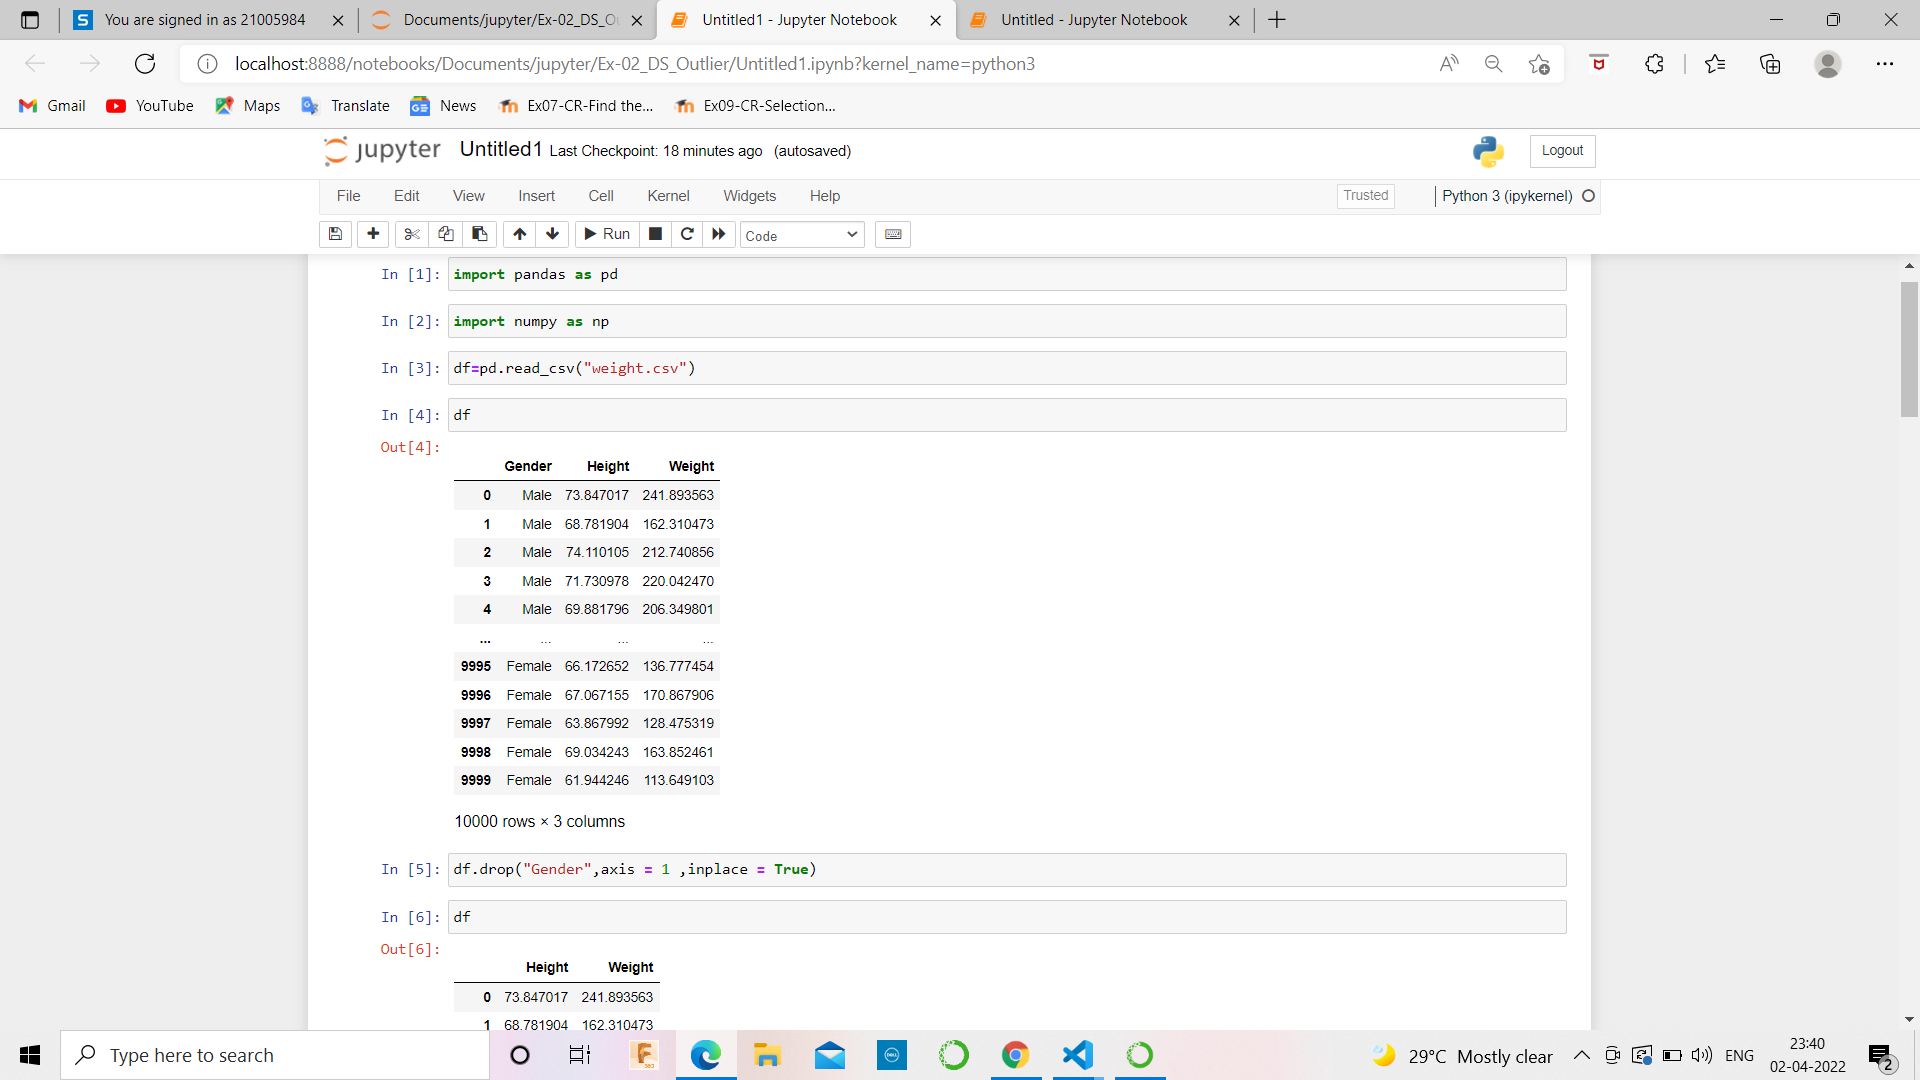 You are signed in as 21005984
Documents/jupyter/Ex-02_DS_Ou
Untitled1 - Jupyter Notebook
Untitled - Jupyter Notebook
localhost:8888/notebooks/Documents/jupyter/Ex-02_DS_Outlier/Untitled1.ipynb?kernel_name=python3
Gmail YouTube Maps Translate News Ex07-CR-Find the... Ex09-CR-Selection...
jupyter Untitled1 Last Checkpoint: 18 minutes ago (autosaved) Logout
File Edit View Insert Cell Kernel Widgets Help Trusted Python 3 (ipykernel)
Run Code
In [1]: import pandas as pd
In [2]: import numpy as np
In [3]: df=pd.read_csv("weight.csv")
In [4]: df
Out[4]:
Gender Height Weight
0 Male 73.847017 241.893563
1 Male 68.781904 162.310473
2 Male 74.110105 212.740856
3 Male 71.730978 220.042470
4 Male 69.881796 206.349801
... ... ... ...
9995 Female 66.172652 136.777454
9996 Female 67.067155 170.867906
9997 Female 63.867992 128.475319
9998 Female 69.034243 163.852461
9999 Female 61.944246 113.649103
10000 rows × 3 columns
In [5]: df.drop("Gender",axis = 1 ,inplace = True)
In [6]: df
Out[6]:
Height Weight
0 73.847017 241.893563
1 68.781904 162.310473
Type here to search
29°C Mostly clear
ENG
23:40
02-04-2022
2